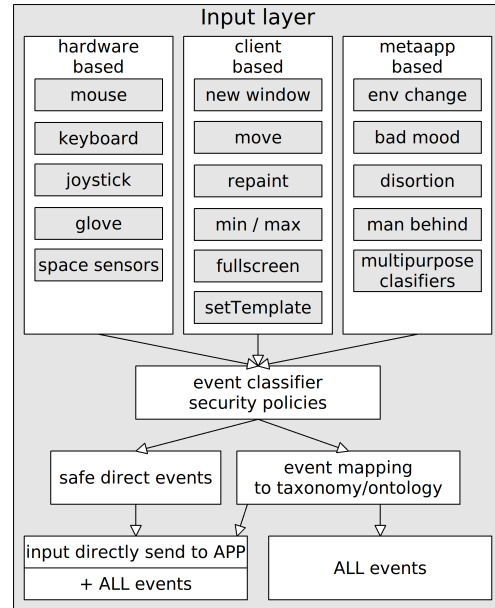 Input layer
hardware
based
mouse
keyboard
joystick
glove
space sensors
client
based
new window
move
repaint
min / max
fullscreen
setTemplate
metaapp
based
env change
bad mood
disortion
man behind
multipurpose
clasifiers
event classifier
security policies
safe direct events
event mapping
to taxonomy/ontology
input directly send to APP
+ ALL events
ALL events